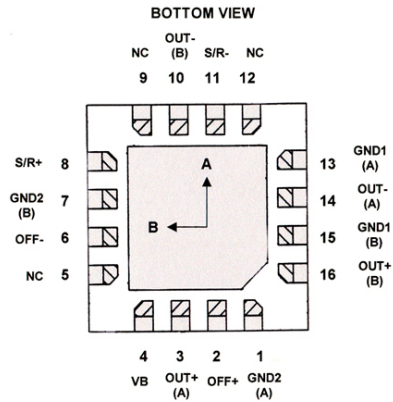 BOTTOM VIEW
OUT-
NC (B) S/R- NC
9 10 11 12
S/R+ 8
GND2
(B) 7
OFF- 6
NC 5
A
B
13 GND1
(A)
14 OUT-
(A)
15 GND1
(B)
16 OUT+
(B)
4 3 2 1
VB OUT+ OFF+ GND2
(A) (A)